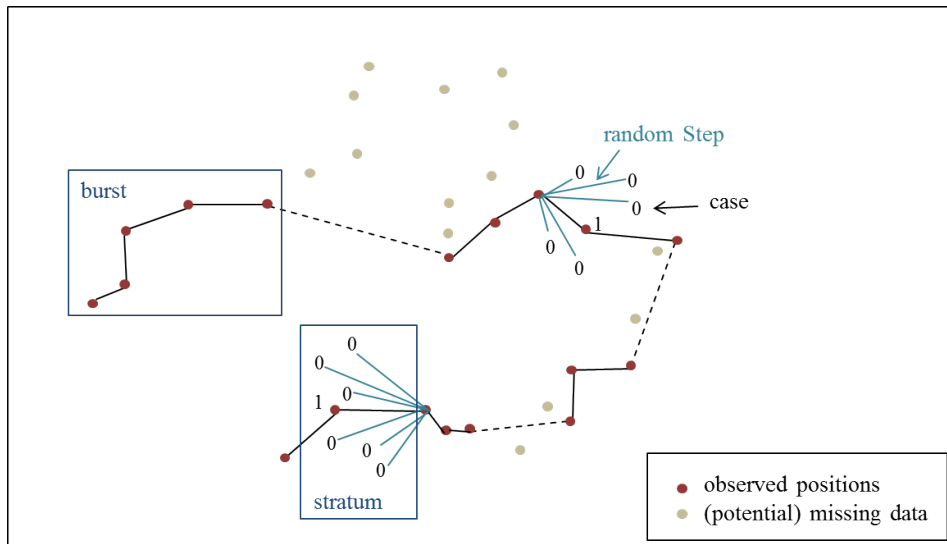 random Step
0
burst
0
0
case
1
0
0
0
0
0
1
0
0
0
stratum
observed positions
(potential) missing data